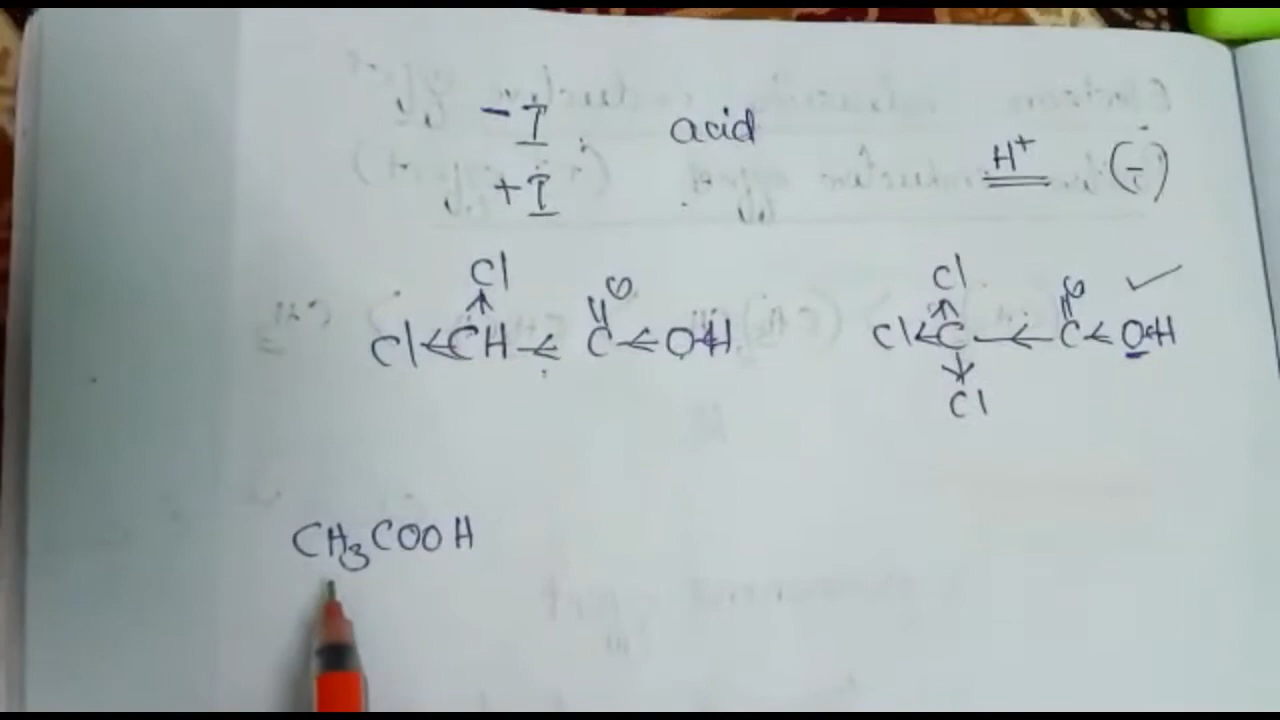 -I acid
H⁺ (-)
+I
Cl Cl
Cl←CH←C←OH Cl←C←C←OH ✓
O O
Cl
CH₃COOH